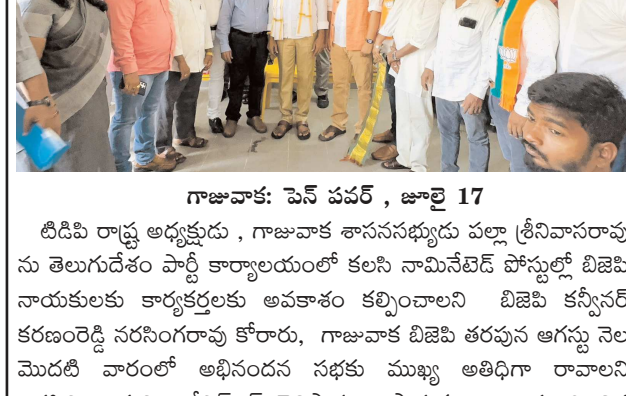 గాజువాక: పెన్ పవర్ , జూలై 17
టిడిపి రాష్ట్ర అధ్యక్షుడు , గాజువాక శాసనసభ్యుడు పల్లా శ్రీనివాసరావు
ను తెలుగుదేశం పార్టీ కార్యాలయంలో కలసి నామినేటెడ్ పోస్టుల్లో బిజెపి
నాయకులకు కార్యకర్తలకు అవకాశం కల్పించాలని బిజెపి కన్వీనర్
కరణంరెడ్డి నరసింగరావు కోరారు, గాజువాక బిజెపి తరపున ఆగస్టు నెల
మొదటి వారంలో అభినందన సభకు ముఖ్య అతిధిగా రావాలని